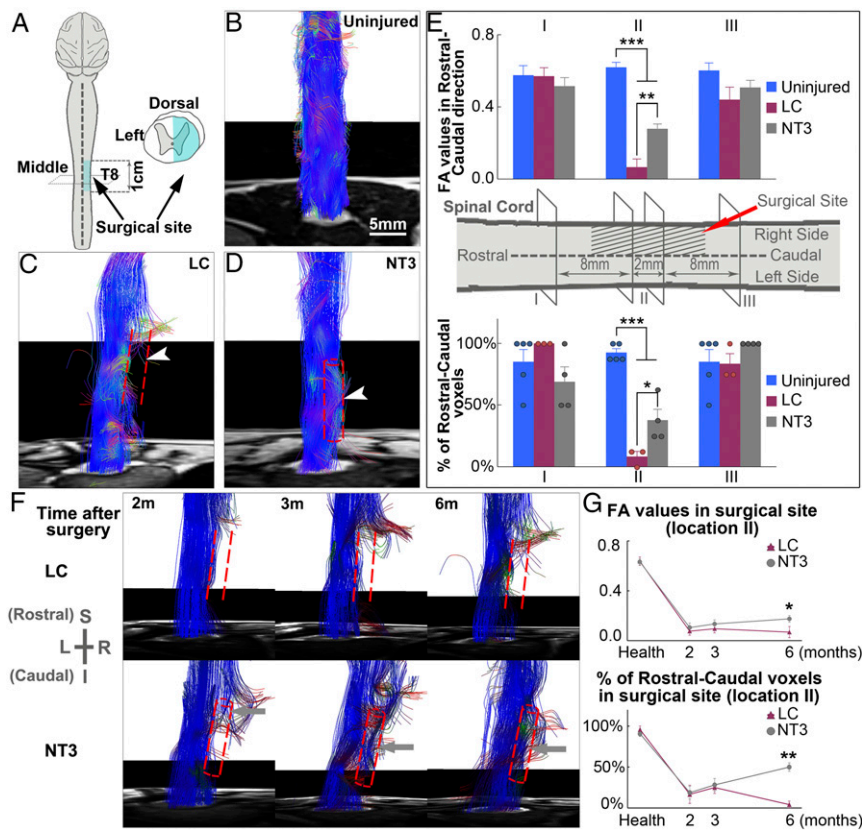 A
Dorsal
Left
Middle
T8
1cm
Surgical site
B
Uninjured
5mm
C
LC
D
NT3
E
I
II
III
FA values in Rostral-
Caudal direction
0.8
0.4
0.0
***
**
Uninjured
LC
NT3
Spinal Cord
Surgical Site
Right Side
Rostral
Caudal
8mm
2mm
8mm
Left Side
I
II
III
% of Rostral-Caudal
voxels
100%
50%
0%
***
*
Uninjured
LC
NT3
I
II
III
F
Time after
surgery
2m
3m
6m
LC
(Rostral) S
L
R
(Caudal) I
NT3
G
FA values in surgical site
(location II)
LC
NT3
0.8
0.4
0.0
*
Health
2
3
6 (months)
% of Rostral-Caudal voxels
in surgical site (location II)
LC
NT3
100%
50%
0%
**
Health
2
3
6 (months)